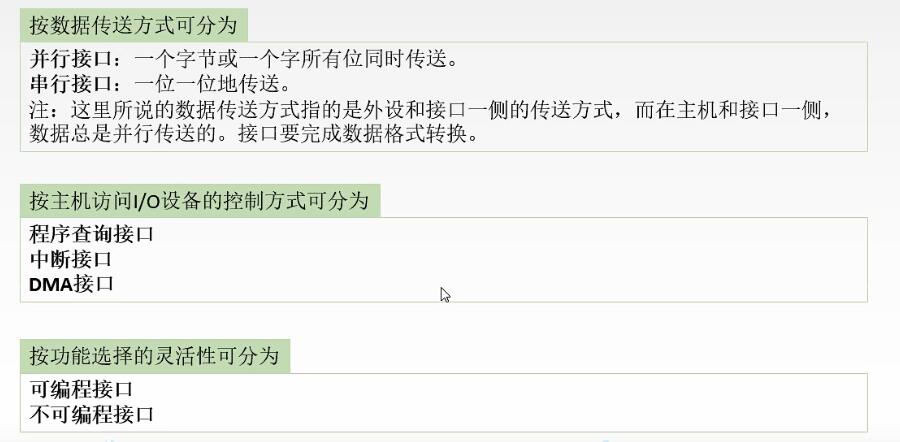 按数据传送方式可分为
并行接口：一个字节或一个字所有位同时传送。
串行接口：一位一位地传送。
注：这里所说的数据传送方式指的是外设和接口一侧的传送方式，而在主机和接口一侧，
数据总是并行传送的。接口要完成数据格式转换。
按主机访问I/O设备的控制方式可分为
程序查询接口
中断接口
DMA接口
按功能选择的灵活性可分为
可编程接口
不可编程接口